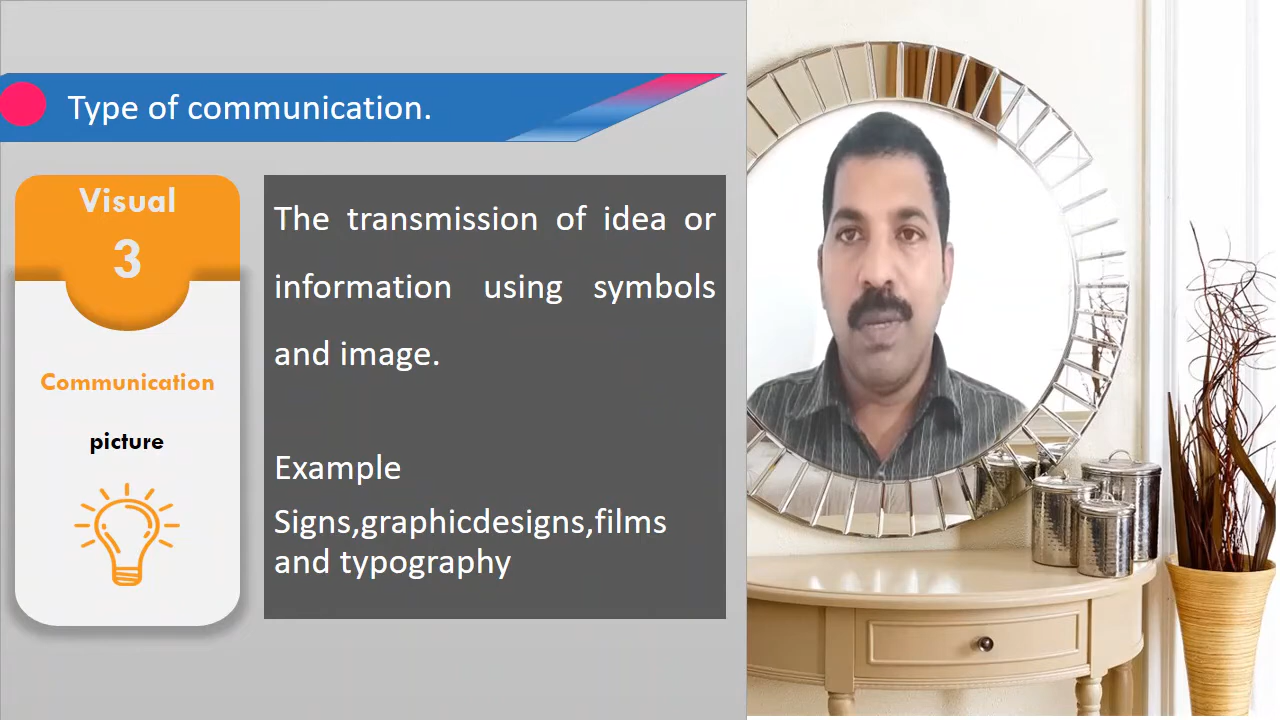 Type of communication.
Visual
3
Communication
picture
The transmission of idea or
information using symbols
and image.
Example
Signs,graphicdesigns,films
and typography